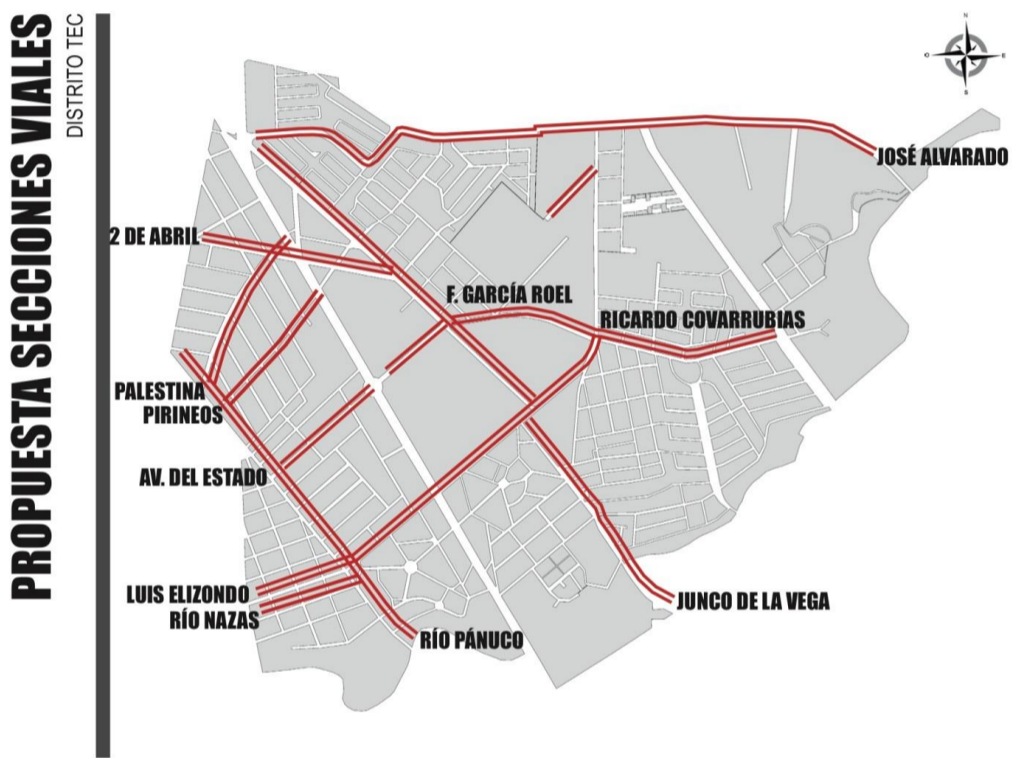 PROPUESTA SECCIONES VIALES
DISTRITO TEC
N
O
E
S
JOSÉ ALVARADO
2 DE ABRIL
F. GARCÍA ROEL
RICARDO COVARRUBIAS
PALESTINA
PIRINEOS
AV. DEL ESTADO
LUIS ELIZONDO
RÍO NAZAS
JUNCO DE LA VEGA
RÍO PÁNUCO